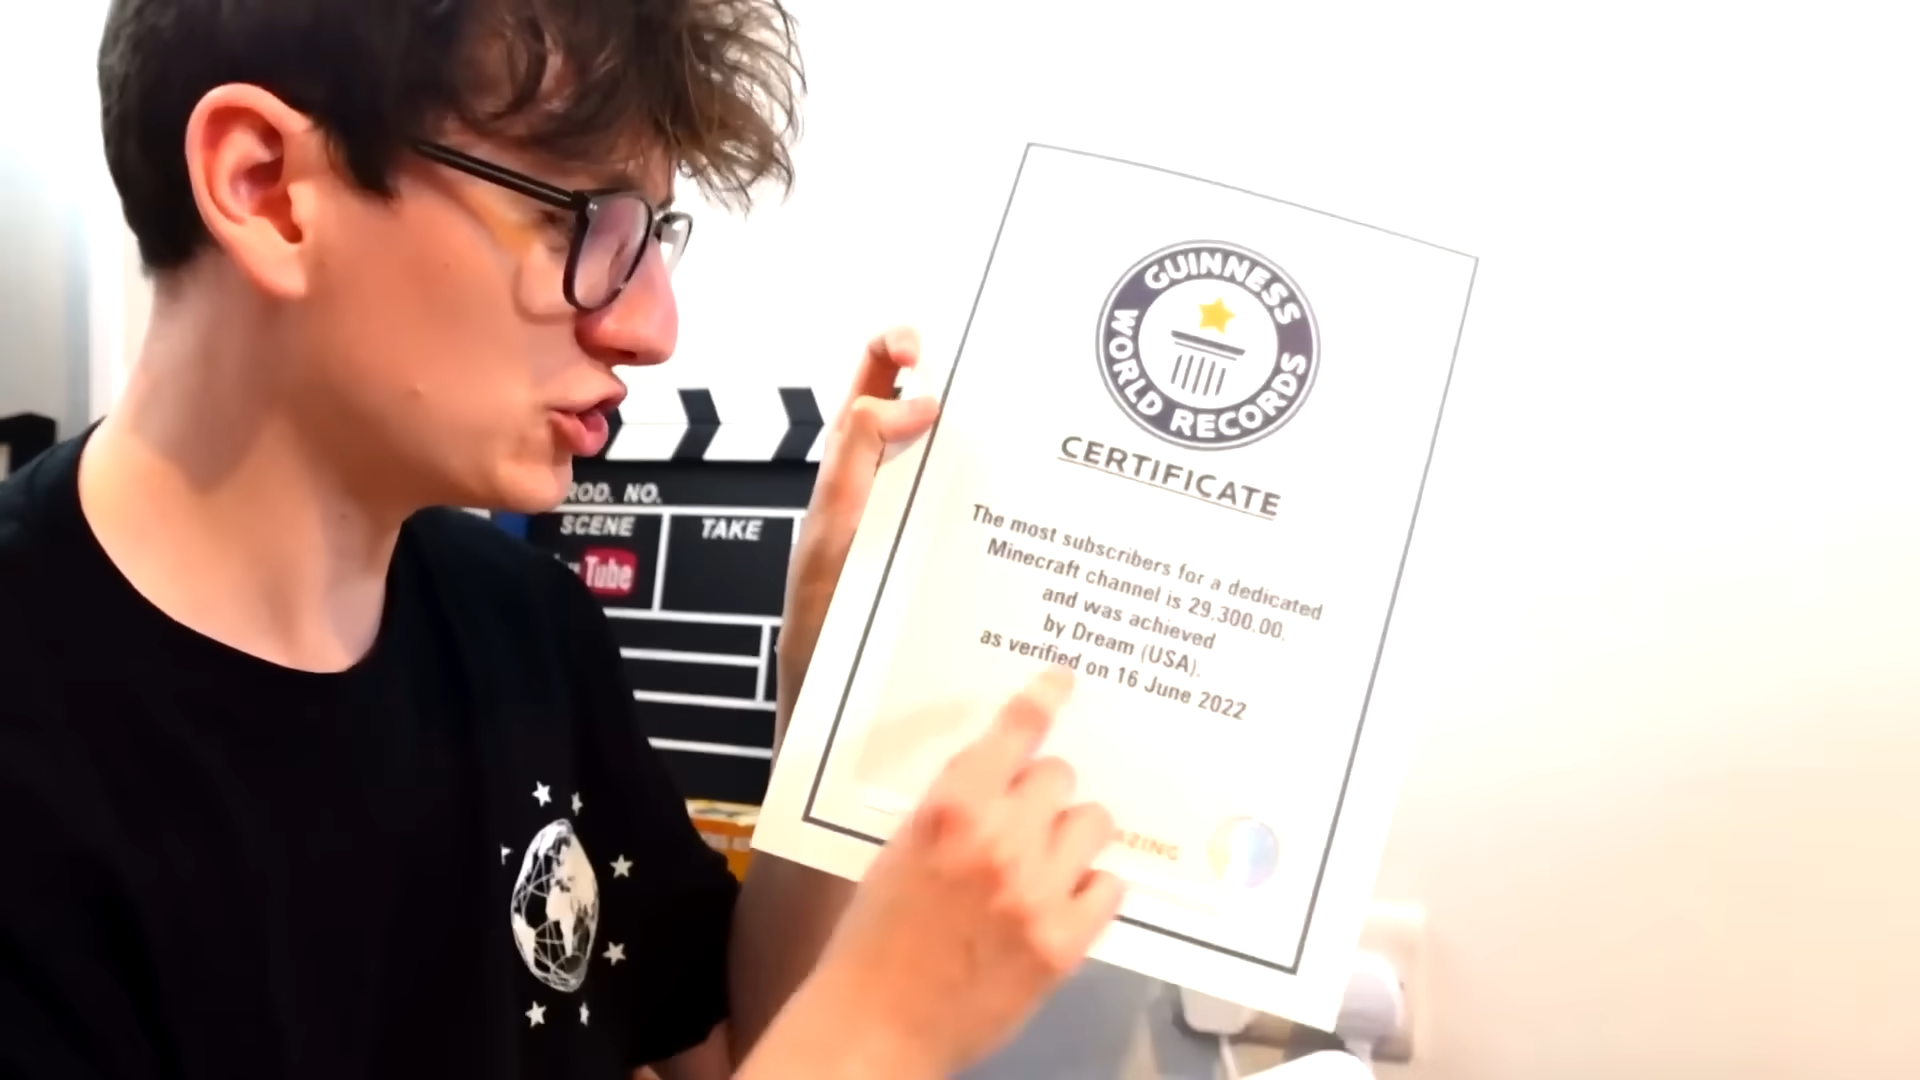 GUINNESS
WORLD RECORDS
CERTIFICATE
The most subscribers for a dedicated
Minecraft channel is 29,300.00,
and was achieved
by Dream (USA),
as verified on 16 June 2022
AZING
ROD. NO.
SCENE
TAKE
Tube